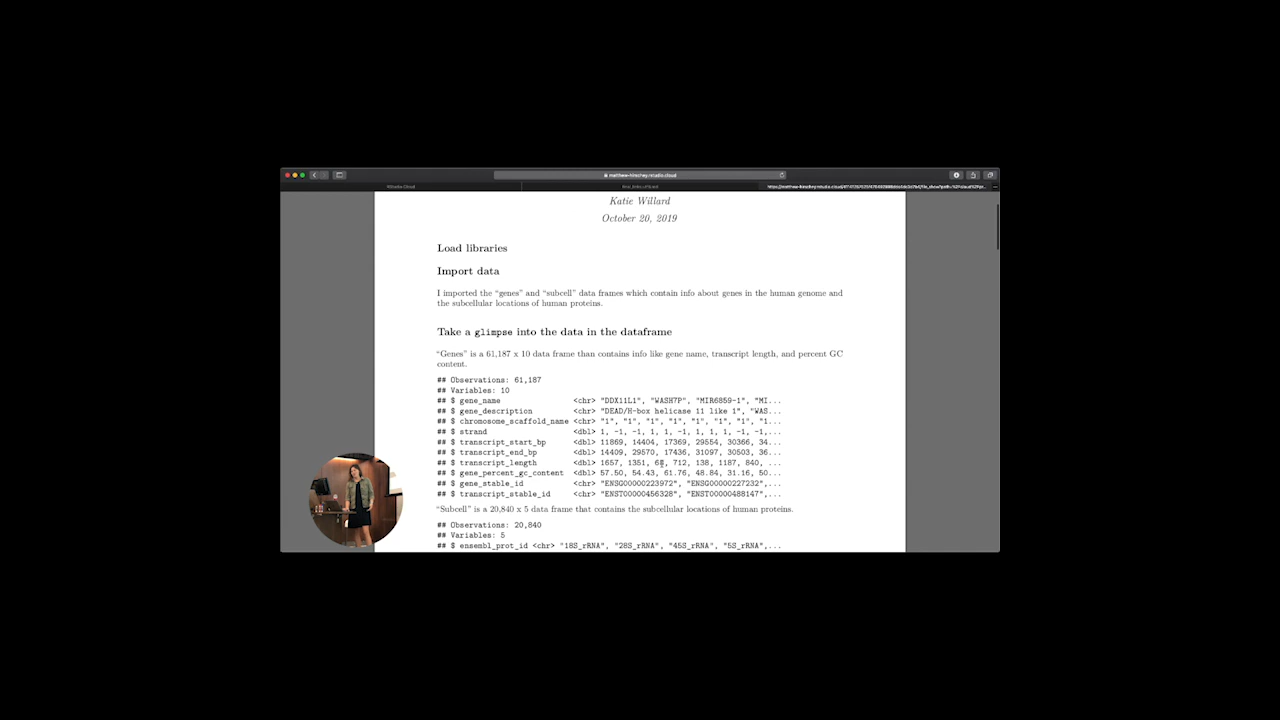 matthew-hirschey.rstudio.cloud
RStudio Cloud
Katie Willard
October 20, 2019
Load libraries
Import data
I imported the “genes” and “subcell” data frames which contain info about genes in the human genome and
the subcellular locations of human proteins.
Take a glimpse into the data in the dataframe
“Genes” is a 61,187 x 10 data frame than contains info like gene name, transcript length, and percent GC
content.
## Observations: 61,187
## Variables: 10
## $ gene_name <chr> "DDX11L1", "WASH7P", "MIR6859-1", "MI...
## $ gene_description <chr> "DEAD/H-box helicase 11 like 1", "WAS...
## $ chromosome_scaffold_name <chr> "1", "1", "1", "1", "1", "1", "1", "1...
## $ strand <dbl> 1, -1, -1, 1, 1, -1, 1, 1, 1, -1, -1,...
## $ transcript_start_bp <dbl> 11869, 14404, 17369, 29554, 30366, 34...
## $ transcript_end_bp <dbl> 14409, 29570, 17436, 31097, 30503, 36...
## $ transcript_length <dbl> 1657, 1351, 68, 712, 138, 1187, 840, ...
## $ gene_percent_gc_content <dbl> 57.50, 54.43, 61.76, 48.84, 31.16, 50...
## $ gene_stable_id <chr> "ENSG00000223972", "ENSG00000227232",...
## $ transcript_stable_id <chr> "ENST00000456328", "ENST00000488147",...
“Subcell” is a 20,840 x 5 data frame that contains the subcellular locations of human proteins.
## Observations: 20,840
## Variables: 5
## $ ensembl_prot_id <chr> "18S_rRNA", "28S_rRNA", "45S_rRNA", "5S_rRNA",...